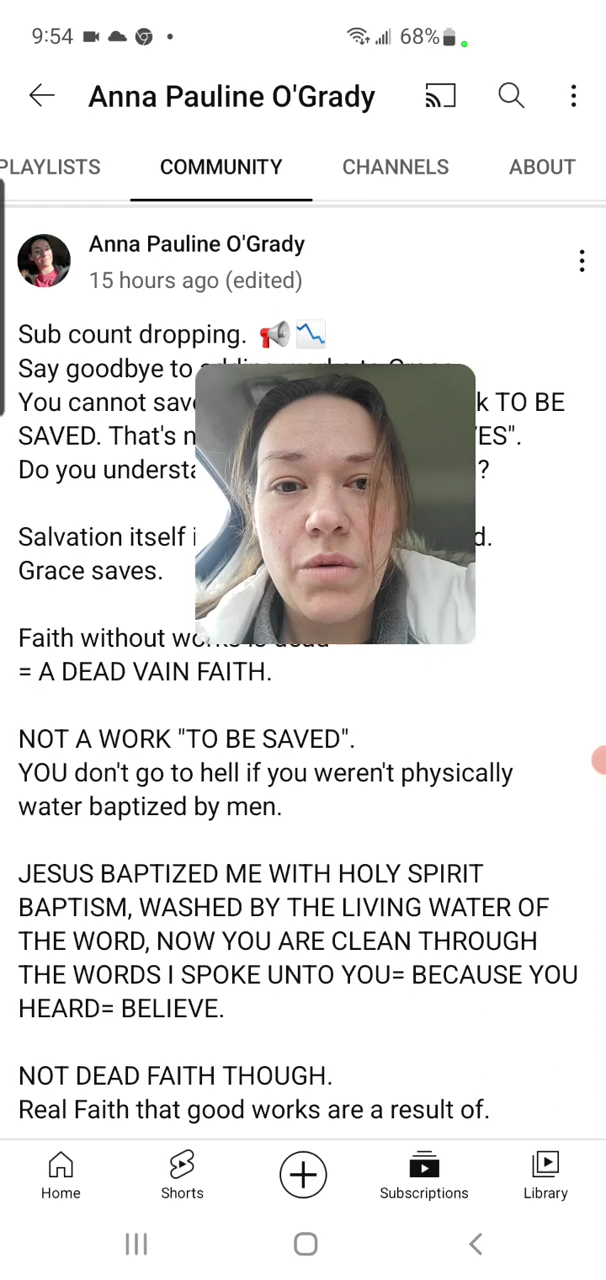 9:54
68%
Anna Pauline O'Grady
PLAYLISTS COMMUNITY CHANNELS ABOUT
Anna Pauline O'Grady
15 hours ago (edited)
Sub count dropping.
Say goodbye to
You cannot TO BE
SAVED. That's
Do you ?
Salvation itself
Grace saves.
Faith without
= A DEAD VAIN FAITH.
NOT A WORK "TO BE SAVED".
YOU don't go to hell if you weren't physically
water baptized by men.
JESUS BAPTIZED ME WITH HOLY SPIRIT
BAPTISM, WASHED BY THE LIVING WATER OF
THE WORD, NOW YOU ARE CLEAN THROUGH
THE WORDS I SPOKE UNTO YOU= BECAUSE YOU
HEARD= BELIEVE.
NOT DEAD FAITH THOUGH.
Real Faith that good works are a result of.
Home Shorts Subscriptions Library